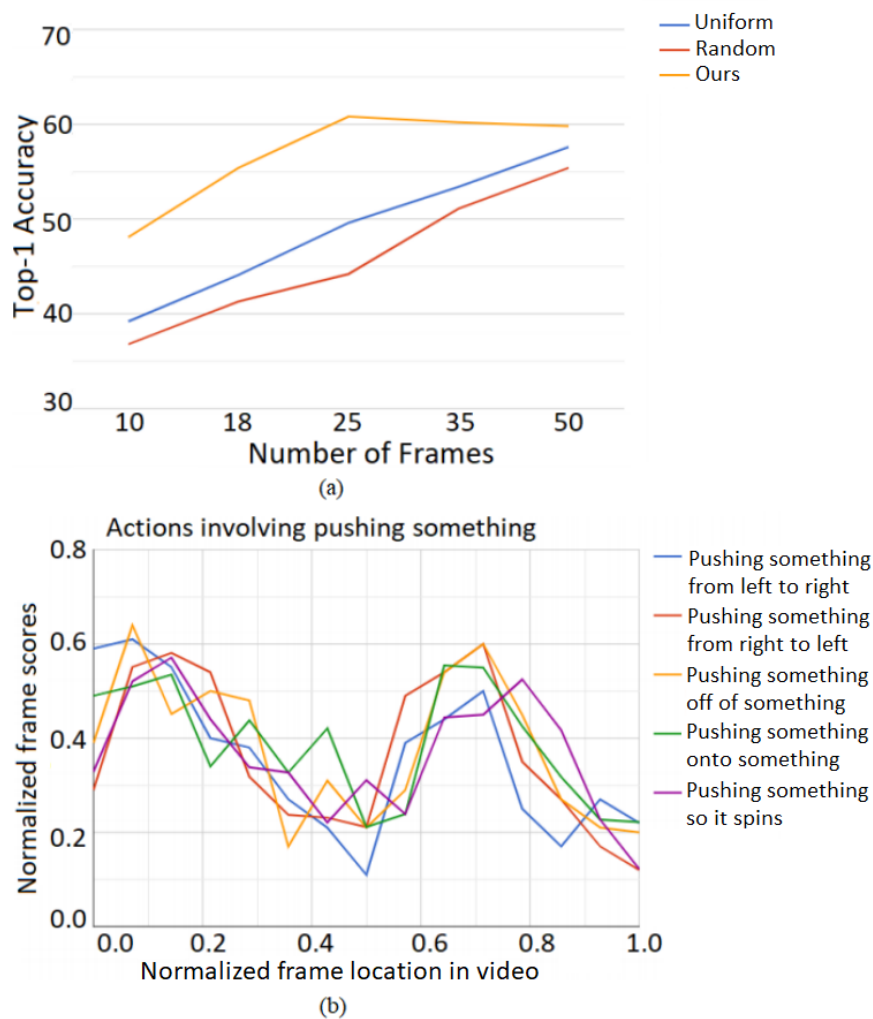 70
60
50
40
30
Top-1 Accuracy
10 18 25 35 50
Number of Frames
Uniform
Random
Ours
(a)
Actions involving pushing something
0.8
0.6
0.4
0.2
0.0
Normalized frame scores
0.0 0.2 0.4 0.6 0.8 1.0
Normalized frame location in video
Pushing something
from left to right
Pushing something
from right to left
Pushing something
off of something
Pushing something
onto something
Pushing something
so it spins
(b)